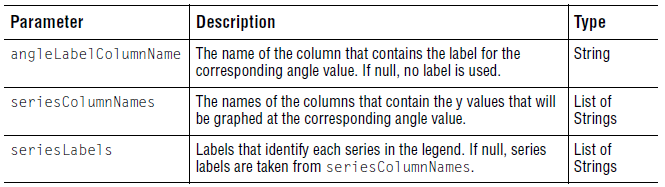 Parameter Description Type
angleLabelColumnName The name of the column that contains the label for the String
corresponding angle value. If null, no label is used.
seriesColumnNames The names of the columns that contain the y values that will List of
be graphed at the corresponding angle value. Strings
seriesLabels Labels that identify each series in the legend. If null, series List of
labels are taken from seriesColumnNames. Strings